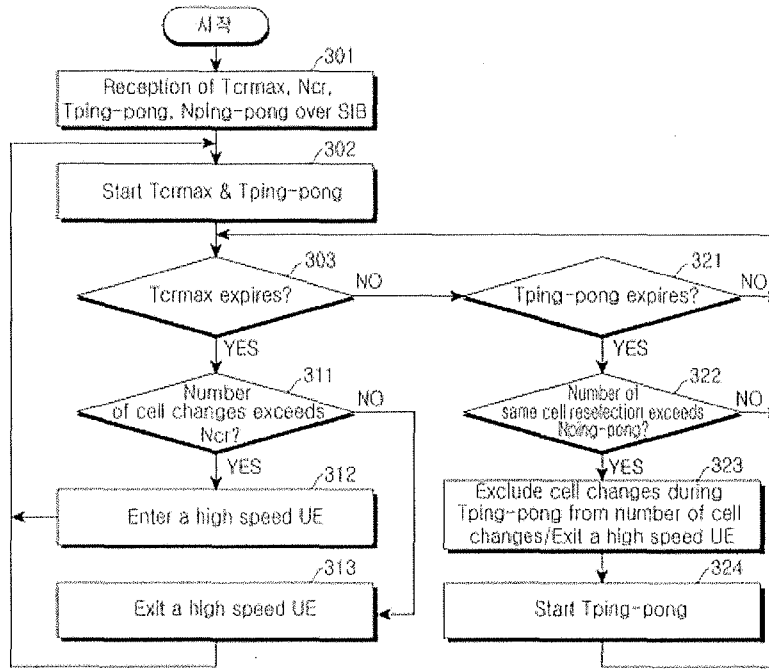 시작
301
Reception of Tcrmax, Ncr,
Tping-pong, Nping-pong over SIB
302
Start Tcrmax & Tping-pong
303
Tcrmax expires?
NO
YES
321
Tping-pong expires?
NO
YES
311
Number
of cell changes exceeds
Ncr?
NO
YES
322
Number of
same cell reselection exceeds
Nping-pong?
NO
YES
312
Enter a high speed UE
323
Exclude cell changes during
Tping-pong from number of cell
changes/Exit a high speed UE
313
Exit a high speed UE
324
Start Tping-pong